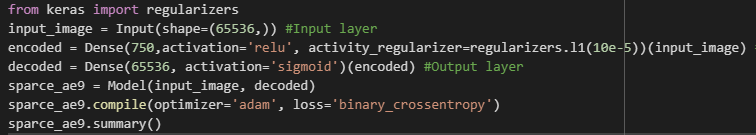 from keras import regularizers
input_image = Input(shape=(65536,)) #Input layer
encoded = Dense(750,activation='relu', activity_regularizer=regularizers.l1(10e-5))(input_image)
decoded = Dense(65536, activation='sigmoid')(encoded) #Output layer
sparce_ae9 = Model(input_image, decoded)
sparce_ae9.compile(optimizer='adam', loss='binary_crossentropy')
sparce_ae9.summary()